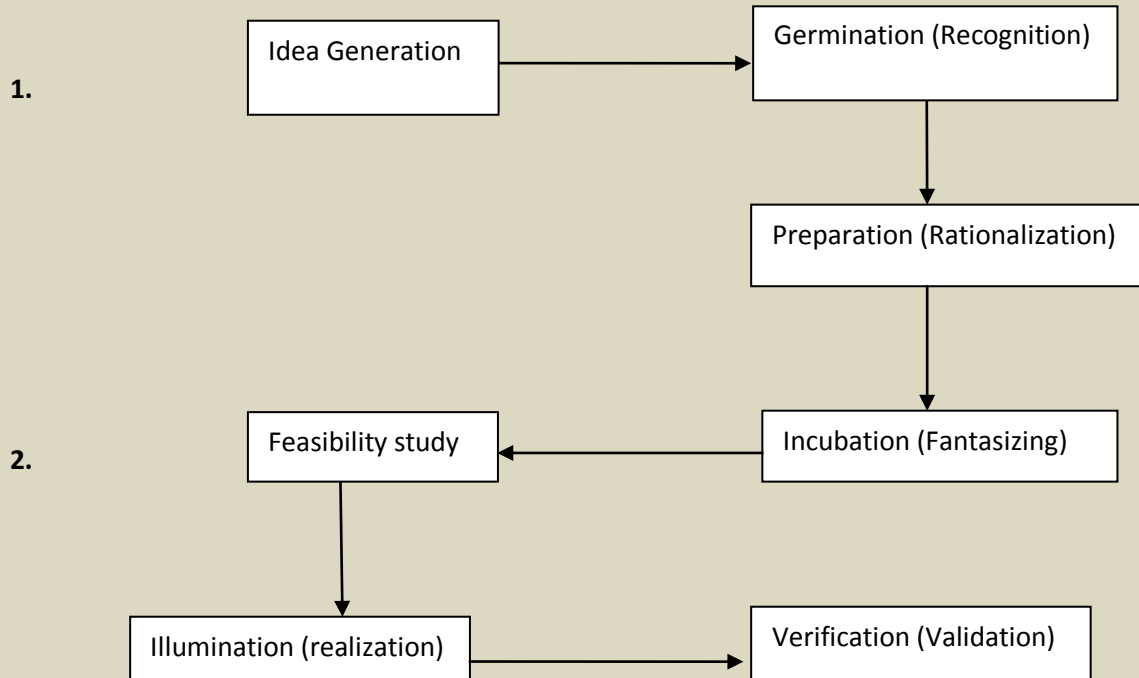 Idea Generation
Germination (Recognition)
1.
Preparation (Rationalization)
Feasibility study
Incubation (Fantasizing)
2.
Illumination (realization)
Verification (Validation)